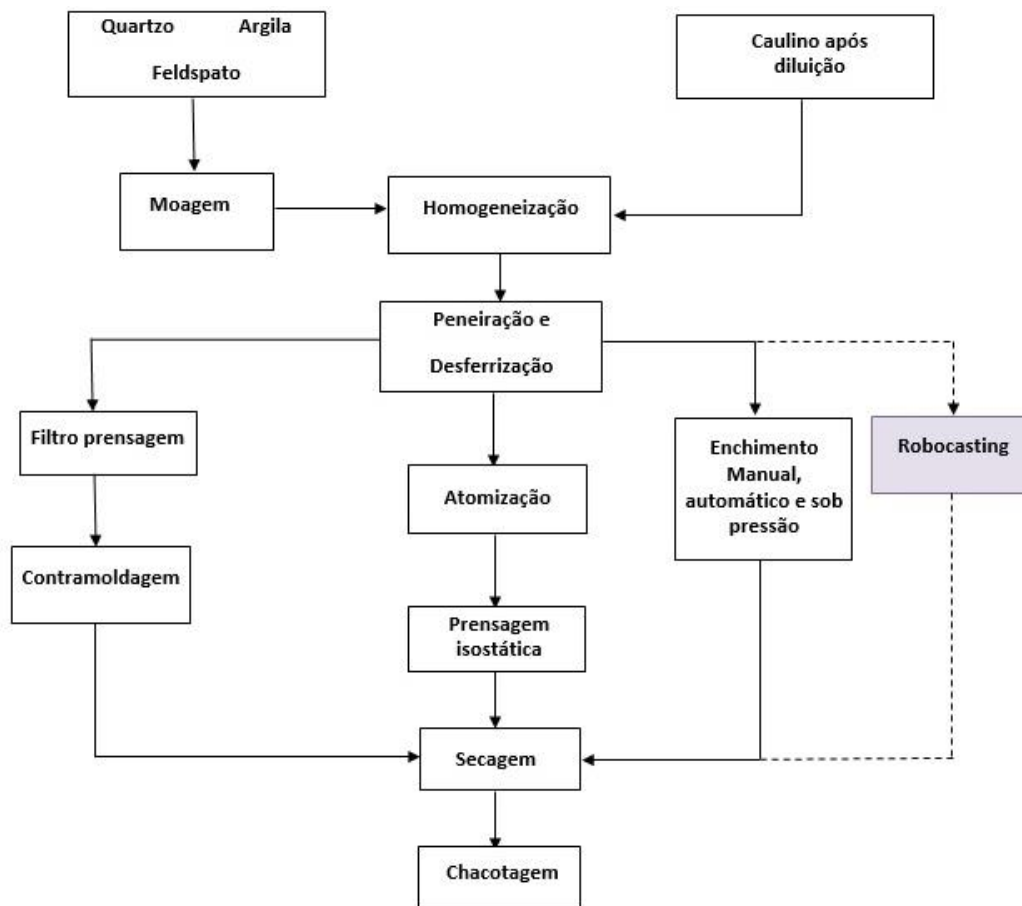 Quartzo Argila
Feldspato
Caulino após
diluição
Moagem
Homogeneização
Peneiração e
Desferrização
Filtro prensagem
Enchimento
Manual,
automático e sob
pressão
Robocasting
Atomização
Contramoldagem
Prensagem
isostática
Secagem
Chacotagem